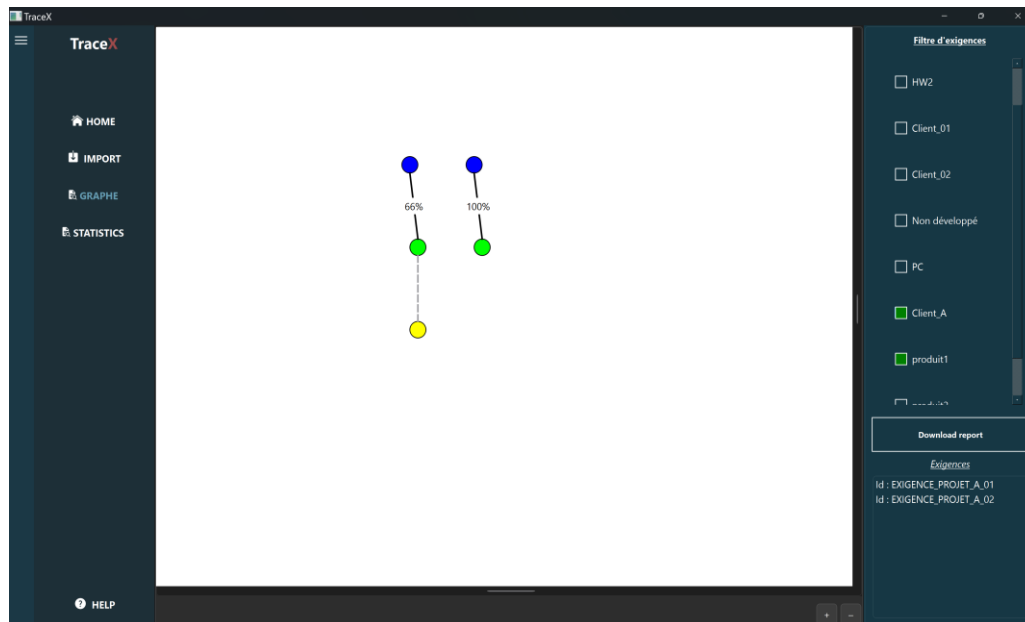 TraceX
TraceX
HOME
IMPORT
GRAPHE
STATISTICS
HELP
66%
100%
Filtre d'exigences
HW2
Client_01
Client_02
Non développé
PC
Client_A
produit1
Download report
Exigences
Id : EXIGENCE_PROJET_A_01
Id : EXIGENCE_PROJET_A_02